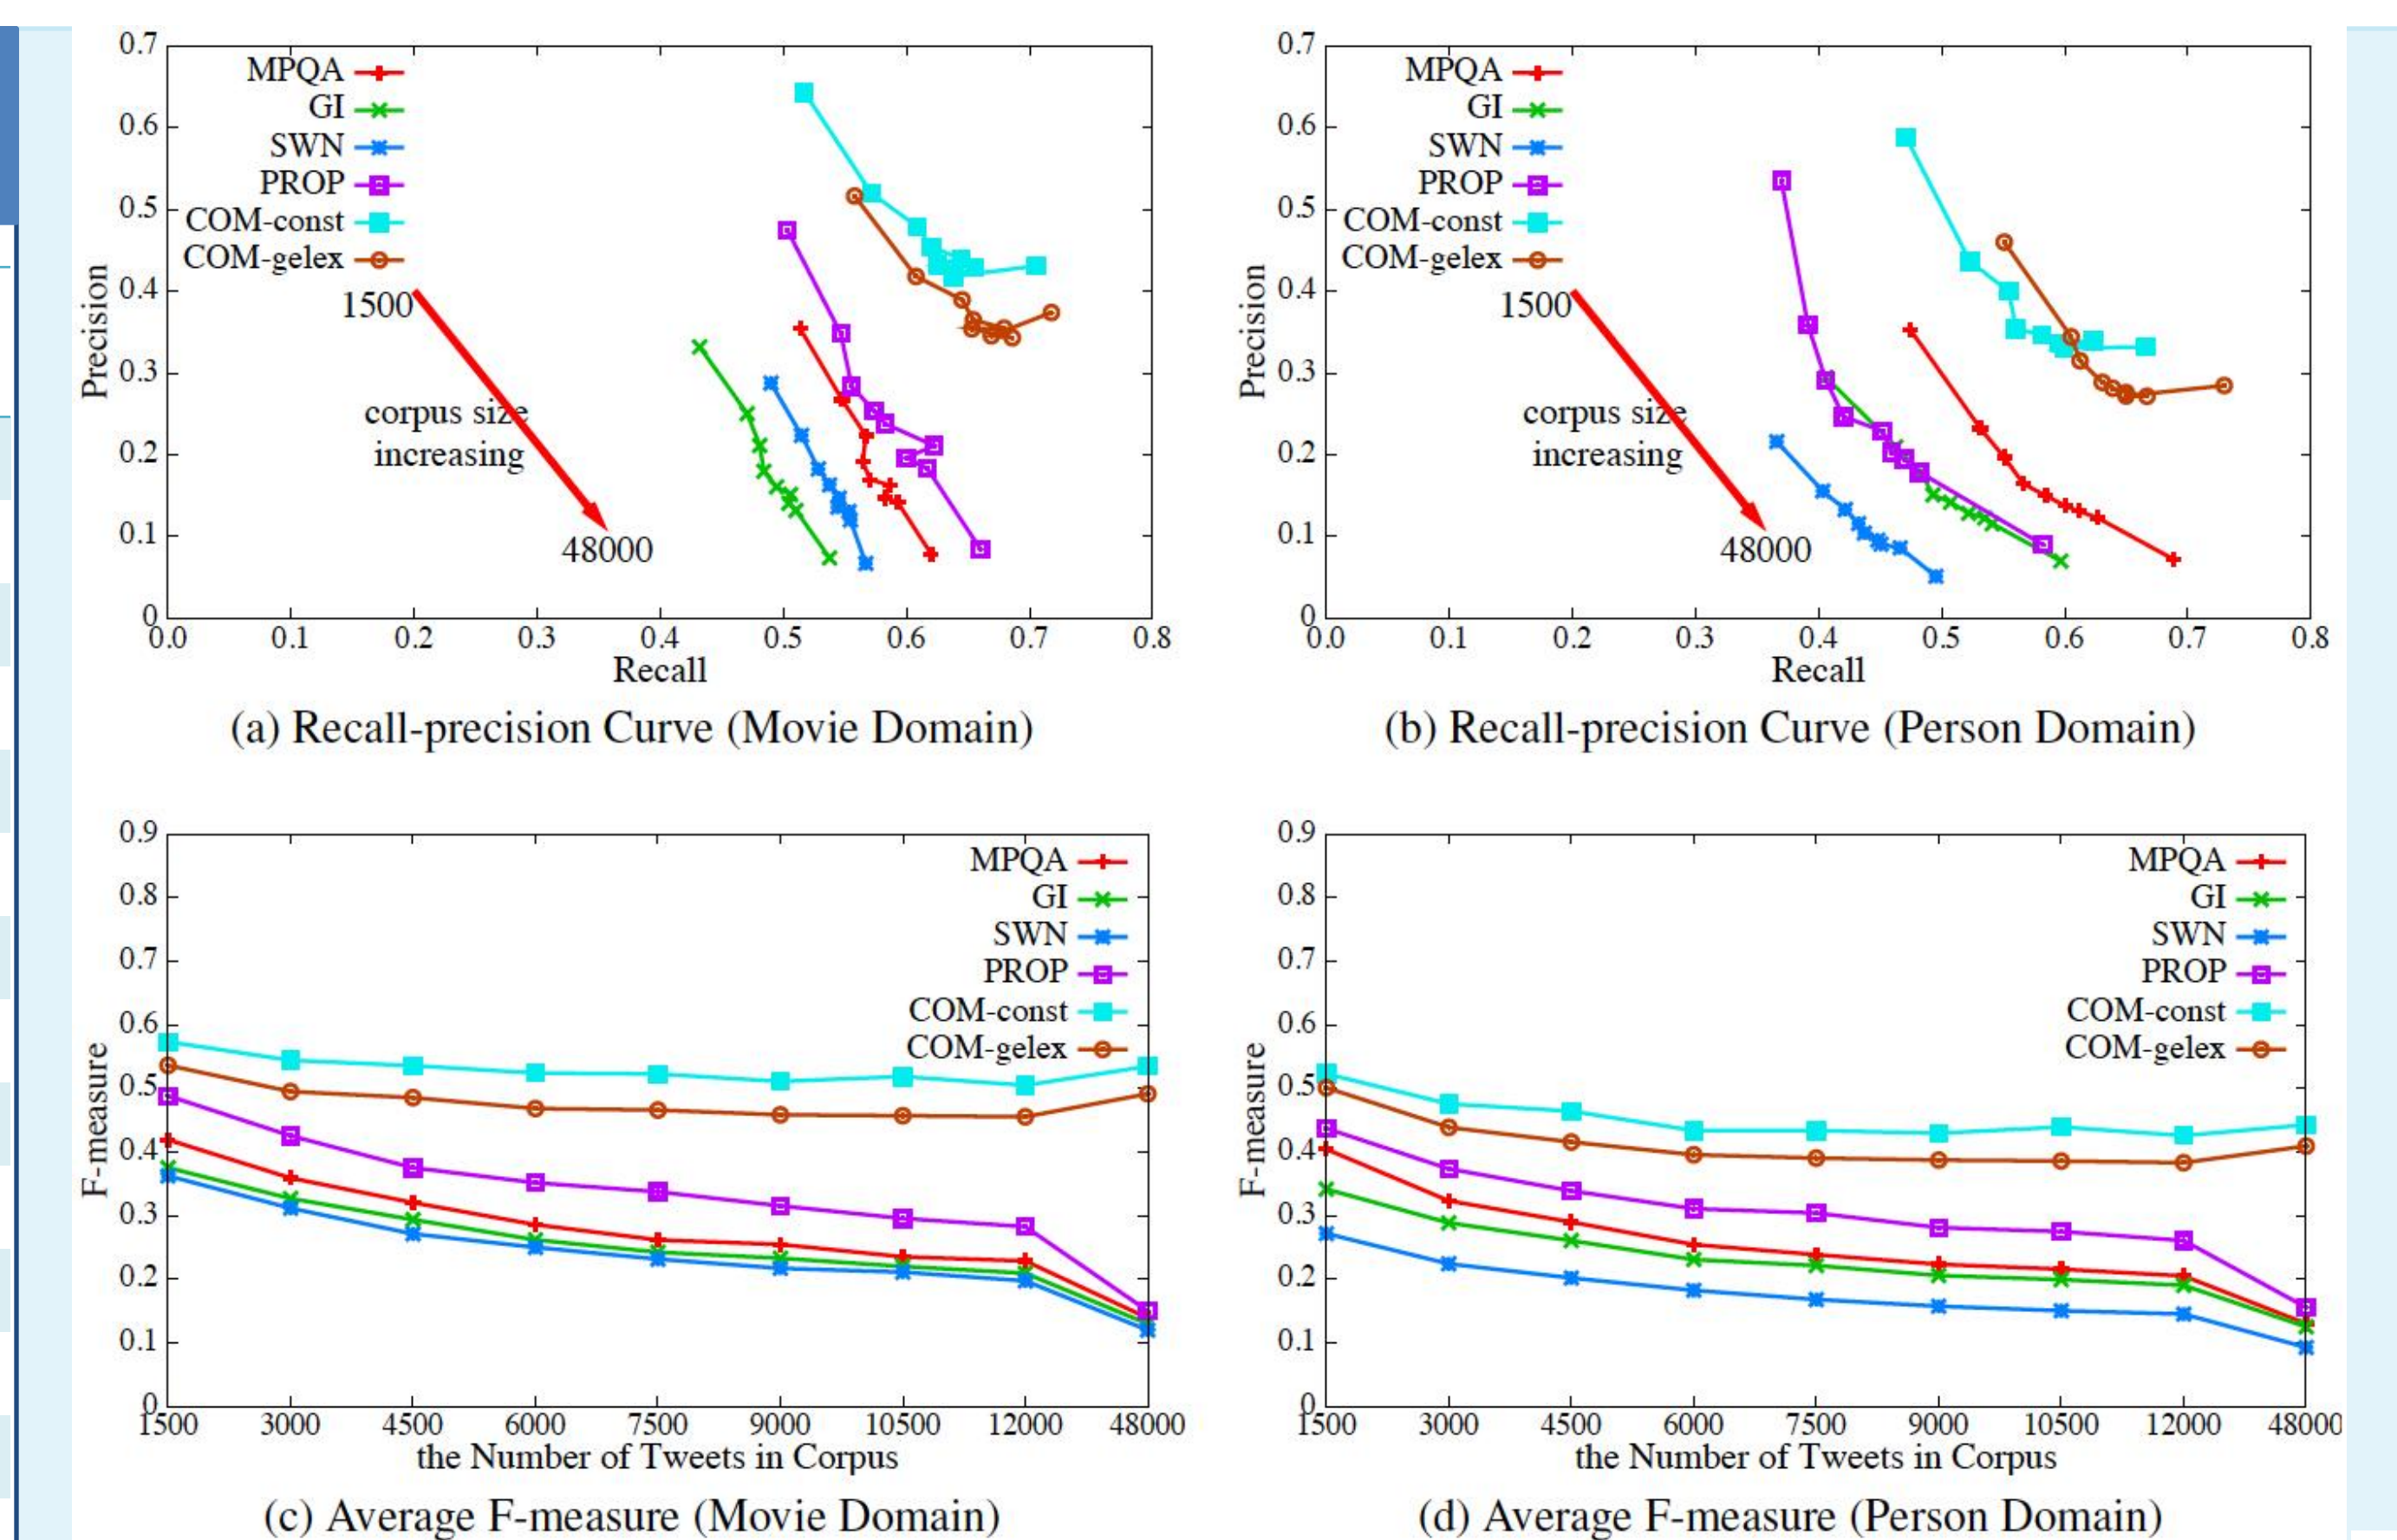 0.7
0.6
0.5
0.4
0.3
0.2
0.1
0
Precision
MPQA
GI
SWN
PROP
COM-const
COM-gelex
1500
corpus size
increasing
48000
0.0 0.1 0.2 0.3 0.4 0.5 0.6 0.7 0.8
Recall
(a) Recall-precision Curve (Movie Domain)
0.7
0.6
0.5
0.4
0.3
0.2
0.1
0
Precision
MPQA
GI
SWN
PROP
COM-const
COM-gelex
1500
corpus size
increasing
48000
0.0 0.1 0.2 0.3 0.4 0.5 0.6 0.7 0.8
Recall
(b) Recall-precision Curve (Person Domain)
0.9
0.8
0.7
0.6
0.5
0.4
0.3
0.2
0.1
0
F-measure
MPQA
GI
SWN
PROP
COM-const
COM-gelex
1500 3000 4500 6000 7500 9000 10500 12000 48000
the Number of Tweets in Corpus
(c) Average F-measure (Movie Domain)
0.9
0.8
0.7
0.6
0.5
0.4
0.3
0.2
0.1
0
F-measure
MPQA
GI
SWN
PROP
COM-const
COM-gelex
1500 3000 4500 6000 7500 9000 10500 12000 48000
the Number of Tweets in Corpus
(d) Average F-measure (Person Domain)